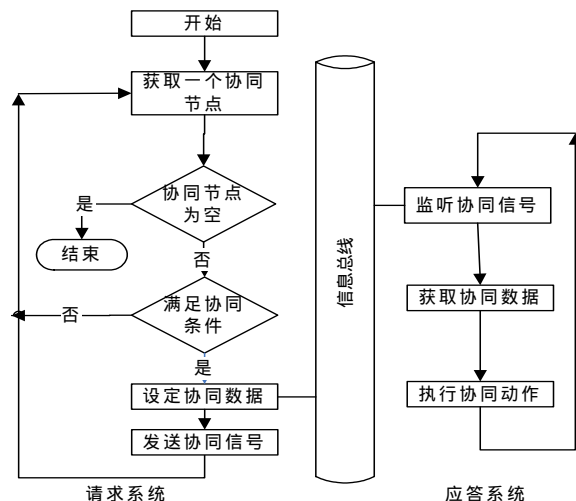 开始
获取一个协同
节点
协同节点
为空
是
结束
否
满足协同
条件
否
是
设定协同数据
发送协同信号
请求系统
信息总线
监听协同信号
获取协同数据
执行协同动作
应答系统